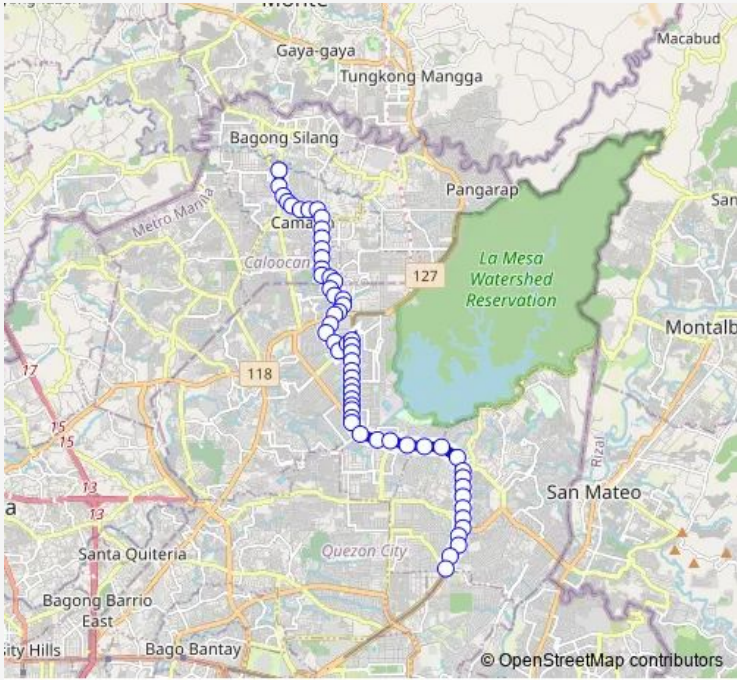 Gaya-gaya
Macabud
Tungkong Mangga
Bagong Silang
Pangarap
Metro Manila
Cama
Caloocan
La Mesa
Watershed
Reservation
127
Montalb
118
17
15
15
Rizal
13
13
San Mateo
a
Santa Quiteria
Quezon City
Bagong Barrio
East
sity Hills
Bago Bantay
© OpenStreetMap contributors